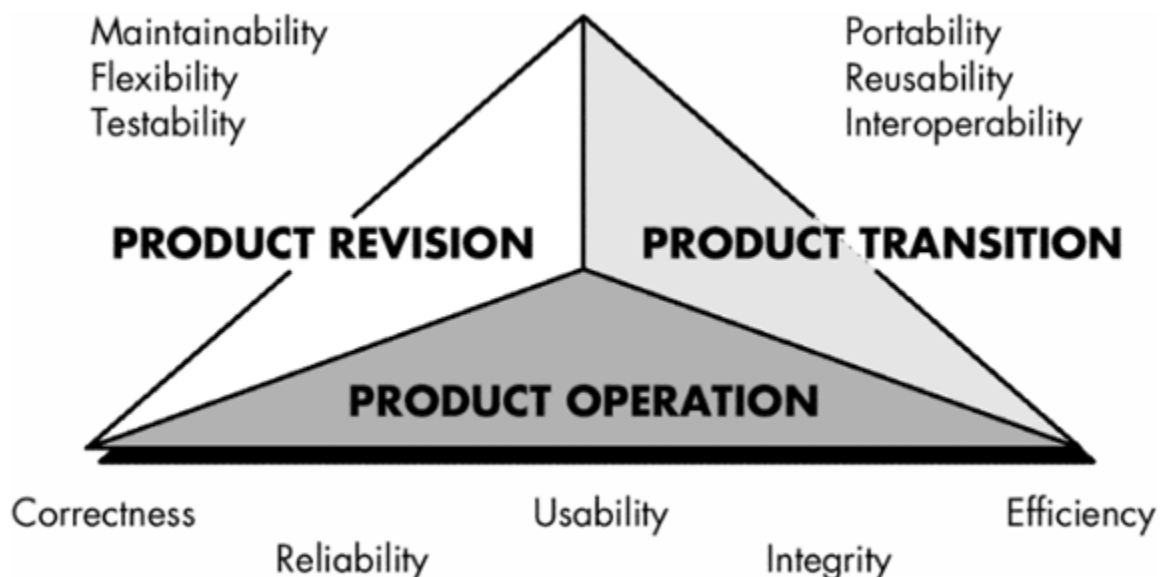 Maintainability
Flexibility
Testability
Portability
Reusability
Interoperability
PRODUCT REVISION
PRODUCT TRANSITION
PRODUCT OPERATION
Correctness
Usability
Efficiency
Reliability
Integrity